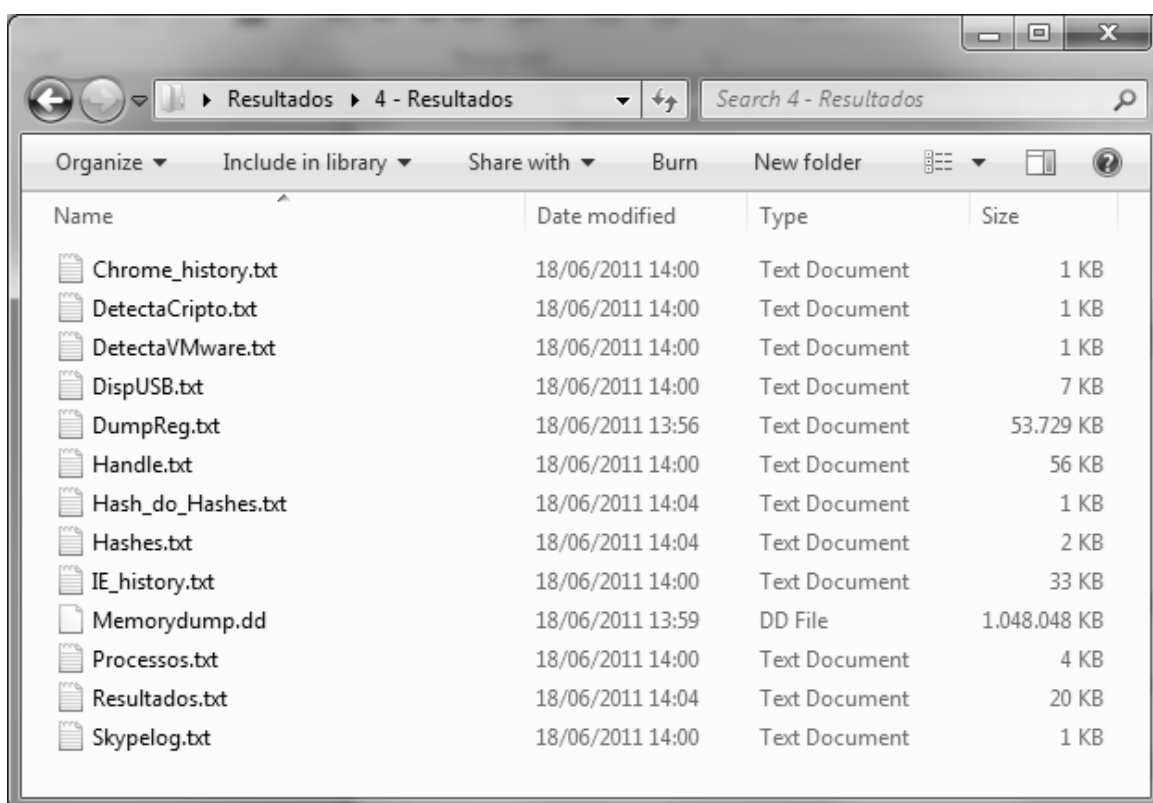 Resultados 4 - Resultados Search 4 - Resultados
Organize Include in library Share with Burn New folder
Name Date modified Type Size
Chrome_history.txt 18/06/2011 14:00 Text Document 1 KB
DetectaCripto.txt 18/06/2011 14:00 Text Document 1 KB
DetectaVMware.txt 18/06/2011 14:00 Text Document 1 KB
DispUSB.txt 18/06/2011 14:00 Text Document 7 KB
DumpReg.txt 18/06/2011 13:56 Text Document 53.729 KB
Handle.txt 18/06/2011 14:00 Text Document 56 KB
Hash_do_Hashes.txt 18/06/2011 14:04 Text Document 1 KB
Hashes.txt 18/06/2011 14:04 Text Document 2 KB
IE_history.txt 18/06/2011 14:00 Text Document 33 KB
Memorydump.dd 18/06/2011 13:59 DD File 1.048.048 KB
Processos.txt 18/06/2011 14:00 Text Document 4 KB
Resultados.txt 18/06/2011 14:04 Text Document 20 KB
Skypelog.txt 18/06/2011 14:00 Text Document 1 KB